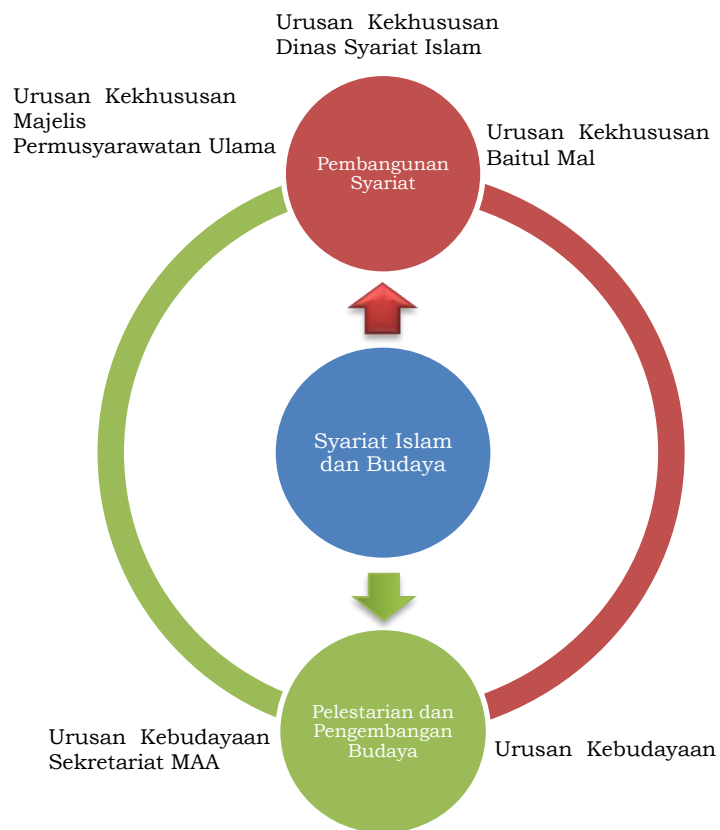 Urusan Kekhususan
Dinas Syariat Islam
Urusan Kekhususan
Majelis
Permusyarawatan Ulama
Urusan Kekhususan
Baitul Mal
Pembangunan
Syariat
Syariat Islam
dan Budaya
Pelestarian dan
Pengembangan
Budaya
Urusan Kebudayaan
Sekretariat MAA
Urusan Kebudayaan